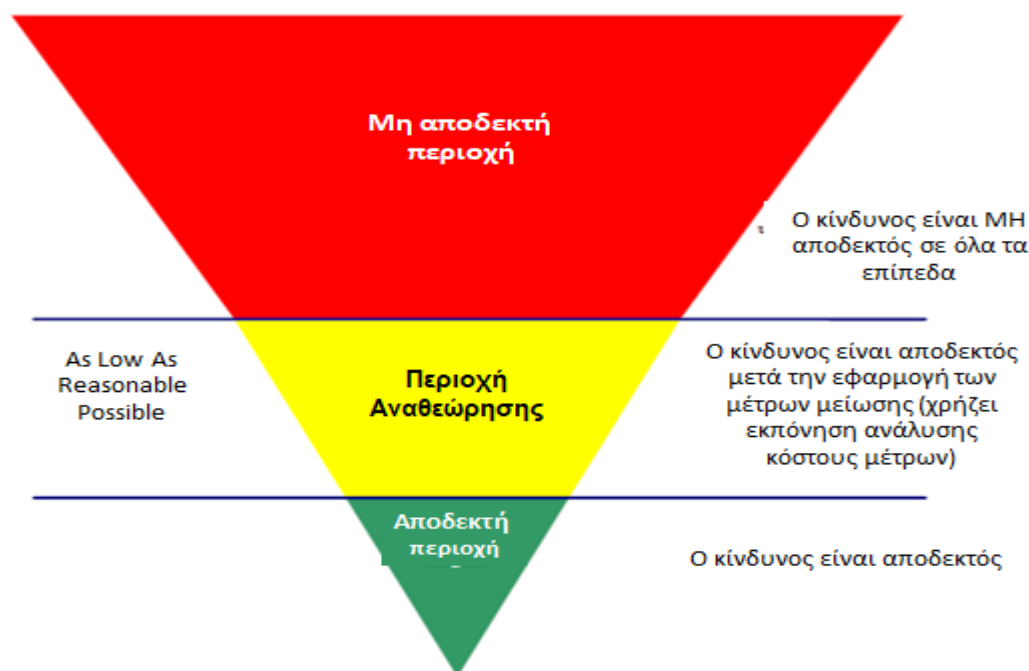 Μη αποδεκτή
περιοχή
Ο κίνδυνος είναι ΜΗ
αποδεκτός σε όλα τα
επίπεδα
As Low As
Reasonable
Possible
Περιοχή
Αναθεώρησης
Ο κίνδυνος είναι αποδεκτός
μετά την εφαρμογή των
μέτρων μείωσης (χρήζει
εκπόνηση ανάλυσης
κόστους μέτρων)
Αποδεκτή
περιοχή
Ο κίνδυνος είναι αποδεκτός